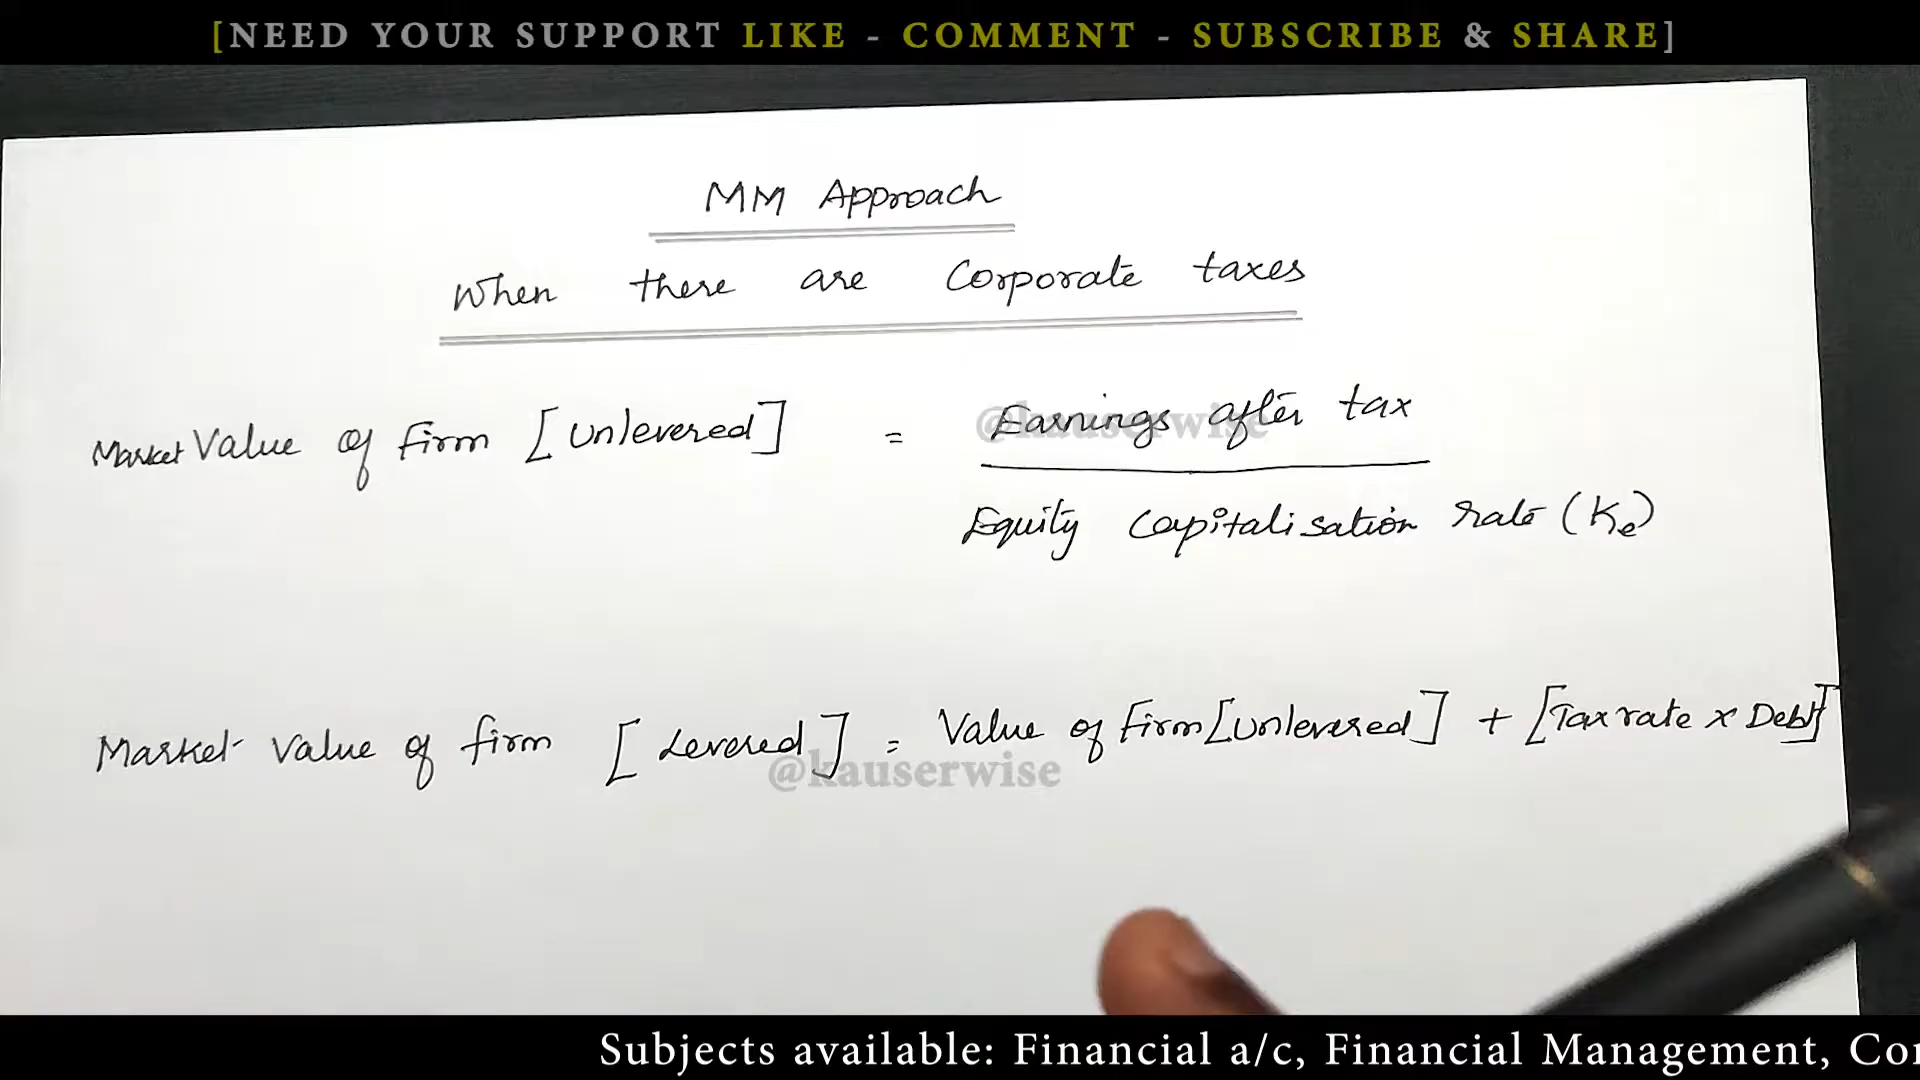 [NEED YOUR SUPPORT LIKE - COMMENT - SUBSCRIBE & SHARE]
MM Approach
When there are Corporate taxes
Market Value of firm [Unlevered] = Earnings after tax
Equity Capitalisation rate (Ke)
@kauserwise
Market Value of firm [Levered] = Value of Firm [Unlevered] + [Tax rate x Debt]
@kauserwise
Subjects available: Financial a/c, Financial Management, Cor